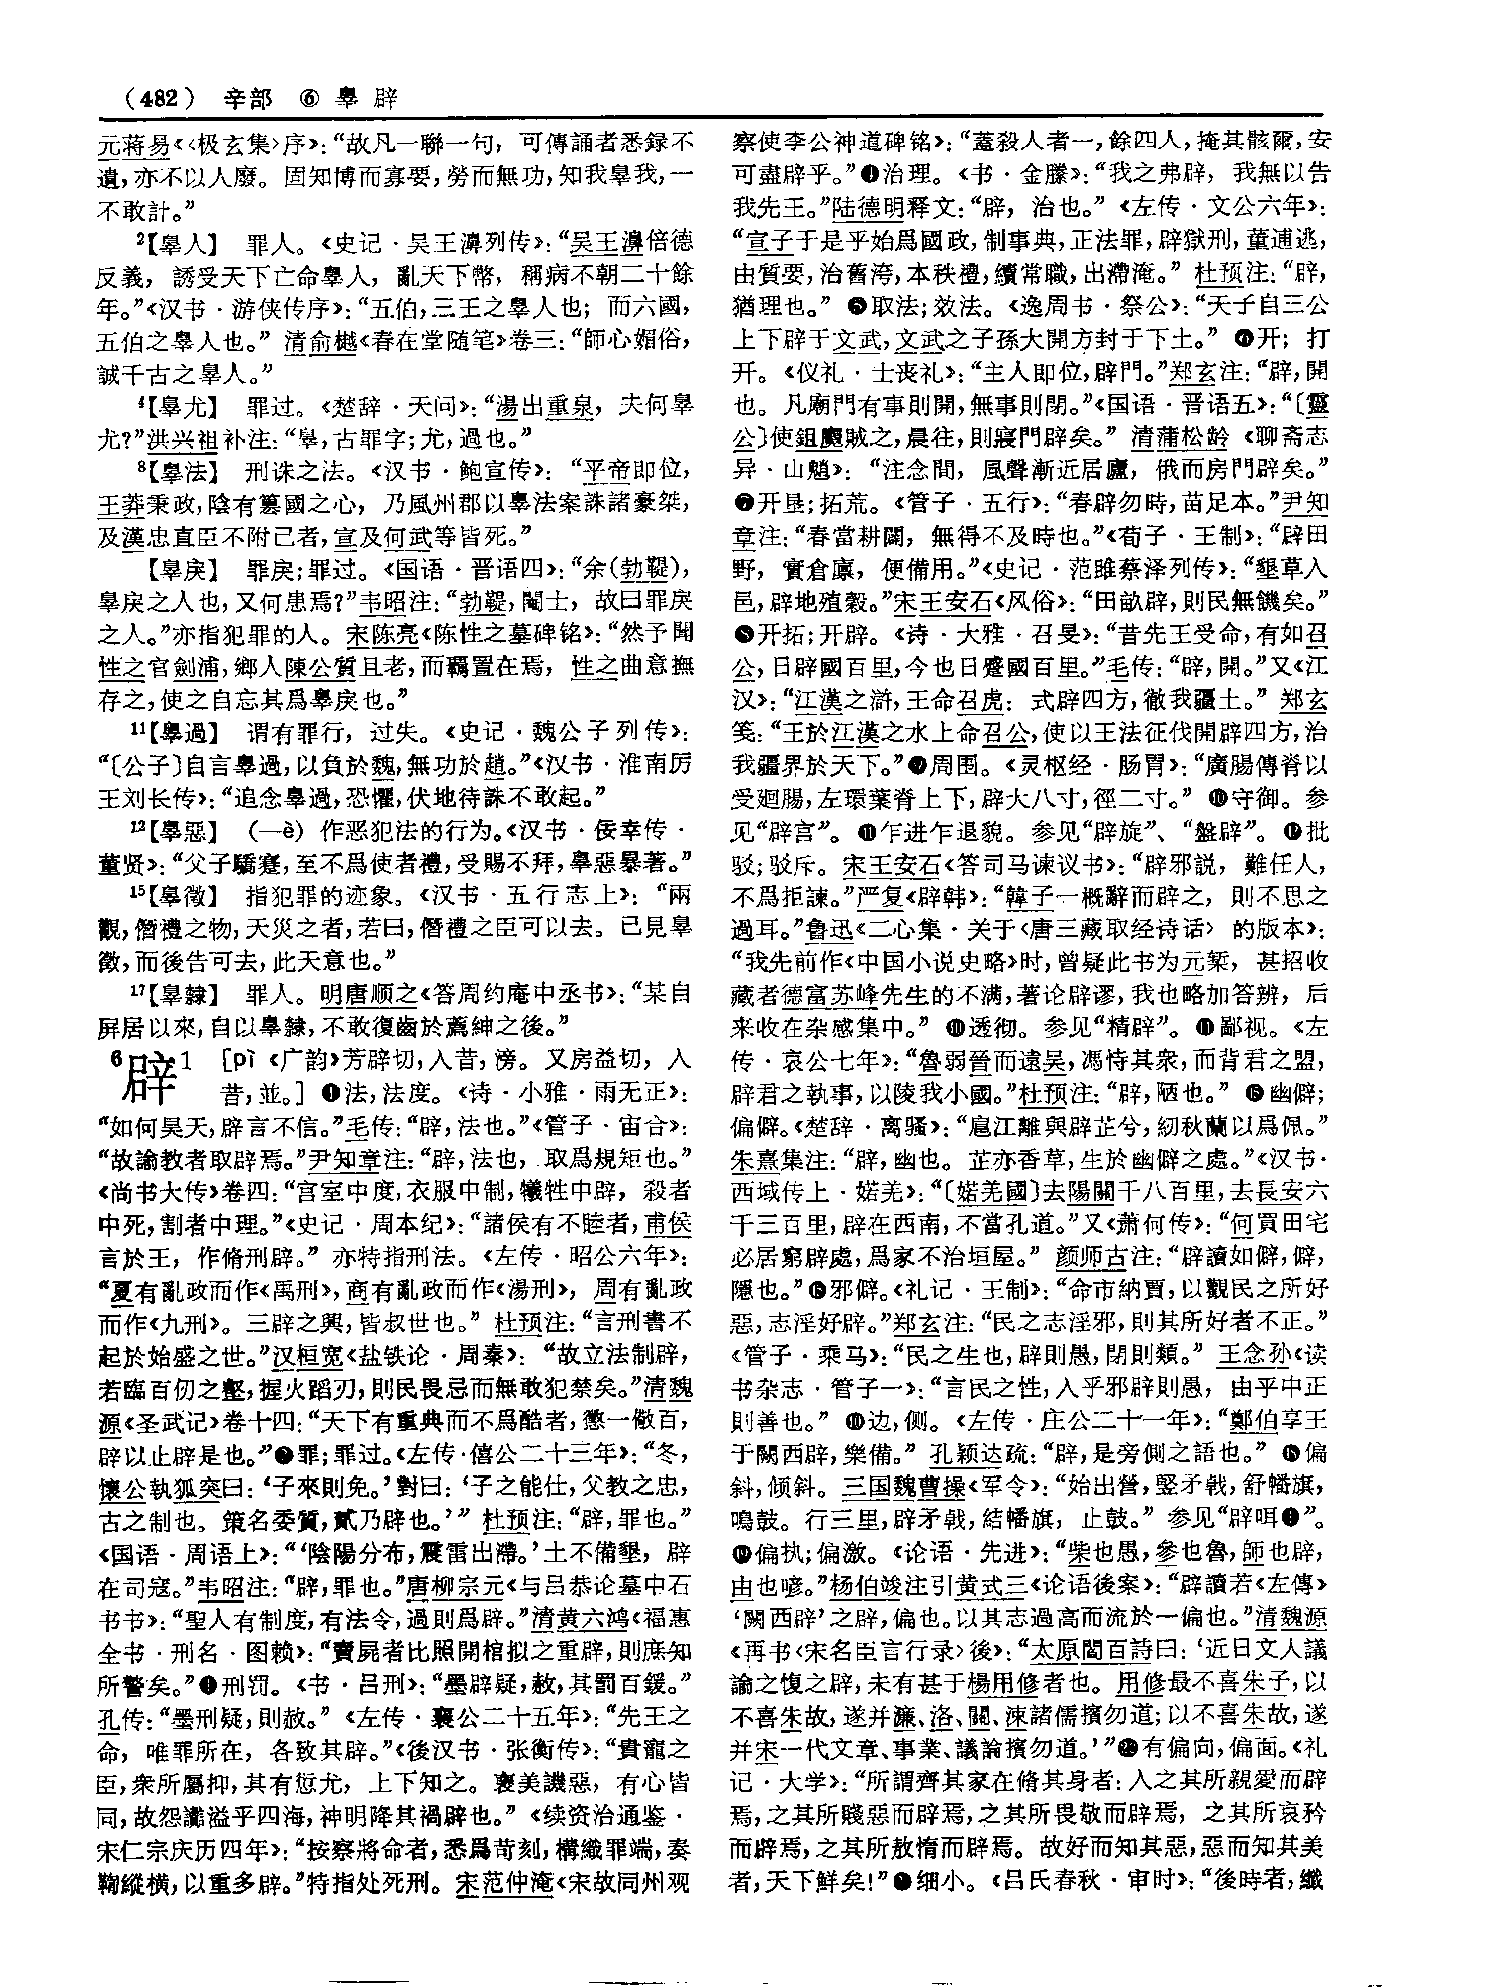 （482） 辛部 ⑥ 辠 辟
元蒋易《〈极玄集〉序》：“故凡一聯一句，可傳誦者悉録不
遺，亦不以人廢。固知博而寡要，勞而無功，知我辠我，一
不敢計。”
2【辠人】 罪人。《史记·吴王濞列传》：“吴王濞倍德
反義，誘受天下亡命辠人，亂天下幣，稱病不朝二十餘
年。”《汉书·游侠传序》：“五伯，三王之辠人也；而六國，
五伯之辠人也。”清俞樾《春在堂随笔》卷三：“師心媚俗，
誠千古之辠人。”
4【辠尤】 罪过。《楚辞·天问》：“湯出重泉，夫何辠
尤？”洪兴祖补注：“辠，古罪字；尤，過也。”
8【辠法】 刑诛之法。《汉书·鲍宣传》：“平帝即位，
王莽秉政，陰有篡國之心，乃風州郡以辠法案誅諸豪桀，
及漢忠直臣不附己者，宣及何武等皆死。”
【辠戾】 罪戾；罪过。《国语·晋语四》：“余（勃鞮），
辠戾之人也，又何患焉？”韦昭注：“勃鞮，閹士，故曰罪戾
之人。”亦指犯罪的人。宋陈亮《陈性之墓碑铭》：“然予聞
性之官劍浦，鄉人陳公質且老，而羈置在焉，性之曲意撫
存之，使之自忘其爲辠戾也。”
11【辠過】 谓有罪行，过失。《史记·魏公子列传》：
“〔公子〕自言辠過，以負於魏，無功於趙。”《汉书·淮南厉
王刘长传》：“追念辠過，恐懼，伏地待誅不敢起。”
12【辠惡】 （一è）作恶犯法的行为。《汉书·佞幸传·
董贤》：“父子驕蹇，至不爲使者禮，受賜不拜，辠惡暴著。”
15【辠徵】 指犯罪的迹象。《汉书·五行志上》：“兩
觀，僭禮之物，天災之者，若曰，僭禮之臣可以去。已見辠
徵，而後告可去，此天意也。”
17【辠隸】 罪人。明唐顺之《答周约庵中丞书》：“某自
屏居以來，自以辠隸，不敢復齒於薦紳之後。”
6辟1 ［pì《广韵》芳辟切，入昔，滂。又房益切，入
昔，並。］❶法，法度。《诗·小雅·雨无正》：
“如何昊天，辟言不信。”毛传：“辟，法也。”《管子·宙合》：
“故諭教者取辟焉。”尹知章注：“辟，法也，取爲規矩也。”
《尚书大传》卷四：“宫室中度，衣服中制，犧牲中辟，殺者
中死，割者中理。”《史记·周本纪》：“諸侯有不睦者，甫侯
言於王，作脩刑辟。”亦特指刑法。《左传·昭公六年》：
“夏有亂政而作《禹刑》，商有亂政而作《湯刑》，周有亂政
而作《九刑》。三辟之興，皆叔世也。”杜预注：“言刑書不
起於始盛之世。”汉桓宽《盐铁论·周秦》：“故立法制辟，
若臨百仞之壑，握火蹈刃，則民畏忌而無敢犯禁矣。”清魏
源《圣武记》卷十四：“天下有重典而不爲酷者，懲一儆百，
辟以止辟是也。”❷罪；罪过。《左传·僖公二十三年》：“冬，
懷公執狐突曰：‘子來則免。’對曰：‘子之能仕，父教之忠，
古之制也。策名委質，貳乃辟也。’”杜预注：“辟，罪也。”
《国语·周语上》：“‘陰陽分布，震雷出滯。’土不備墾，辟
在司寇。”韦昭注：“辟，罪也。”唐柳宗元《与吕恭论墓中石
书书》：“聖人有制度，有法令，過則爲辟。”清黄六鸿《福惠
全书·刑名·图赖》：“賣屍者比照開棺拟之重辟，則庶知
所警矣。”❸刑罚。《书·吕刑》：“墨辟疑，赦，其罰百鍰。”
孔传：“墨刑疑，則赦。”《左传·襄公二十五年》：“先王之
命，唯罪所在，各致其辟。”《後汉书·张衡传》：“貴寵之
臣，衆所屬抑，其有愆尤，上下知之。褒美譏惡，有心皆
同，故怨讟溢乎四海，神明降其禍辟也。”《续资治通鉴·
宋仁宗庆历四年》：“按察將命者，悉爲苛刻，構織罪端，奏
鞫縱横，以重多辟。”特指处死刑。宋范仲淹《宋故同州观
察使李公神道碑铭》：“蓋殺人者一，餘四人，掩其骸爾，安
可盡辟乎。”❹治理。《书·金縢》：“我之弗辟，我無以告
我先王。”陆德明释文：“辟，治也。”《左传·文公六年》：
“宣子于是乎始爲國政，制事典，正法罪，辟獄刑，董逋逃，
由質要，治舊洿，本秩禮，續常職，出滯淹。”杜预注：“辟，
猶理也。”❺取法；效法。《逸周书·祭公》：“天子自三公
上下辟于文武，文武之子孫大開方封于下土。”❻开；打
开。《仪礼·士丧礼》：“主人即位，辟門。”郑玄注：“辟，開
也。凡廟門有事則開，無事則閉。”《国语·晋语五》：“〔靈
公〕使鉏麑賊之，晨往，則寢門辟矣。”清蒲松龄《聊斋志
异·山魈》：“注念間，風聲漸近居廬，俄而房門辟矣。”
❼开垦；拓荒。《管子·五行》：“春辟勿時，苗足本。”尹知
章注：“春當耕闢，無得不及時也。”《荀子·王制》：“辟田
野，實倉廩，便備用。”《史记·范雎蔡泽列传》：“墾草入
邑，辟地殖穀。”宋王安石《风俗》：“田畝辟，則民無饑矣。”
❽开拓；开辟。《诗·大雅·召旻》：“昔先王受命，有如召
公，日辟國百里，今也日蹙國百里。”毛传：“辟，開。”又《江
汉》：“江漢之滸，王命召虎：式辟四方，徹我疆土。”郑玄
笺：“王於江漢之水上命召公，使以王法征伐開辟四方，治
我疆界於天下。”❾周围。《灵枢经·肠胃》：“廣腸傳脊以
受廻腸，左環葉脊上下，辟大八寸，徑二寸。”❿守御。参
见“辟言”。⓫乍进乍退貌。参见“辟旋”、“盤辟”。⓬批
驳；驳斥。宋王安石《答司马谏议书》：“辟邪説，難任人，
不爲拒諫。”严复《辟韩》：“韓子一概辭而辟之，則不思之
過耳。”鲁迅《二心集·关于〈唐三藏取经诗话〉的版本》：
“我先前作《中国小说史略》时，曾疑此书为元椠，甚招收
藏者德富苏峰先生的不满，著论辟谬，我也略加答辨，后
来收在杂感集中。”⓭透彻。参见“精辟”。⓮鄙视。《左
传·哀公七年》：“魯弱晉而遠吴，馮恃其衆，而背君之盟，
辟君之執事，以陵我小國。”杜预注：“辟，陋也。”⓯幽僻；
偏僻。《楚辞·离骚》：“扈江離與辟芷兮，紉秋蘭以爲佩。”
朱熹集注：“辟，幽也。芷亦香草，生於幽僻之處。”《汉书·
西域传上·婼羌》：“〔婼羌國〕去陽關千八百里，去長安六
千三百里，辟在西南，不當孔道。”又《萧何传》：“何買田宅
必居窮辟處，爲家不治垣屋。”颜师古注：“辟讀如僻，僻，
隱也。”⓰邪僻。《礼记·王制》：“命市納賈，以觀民之所好
惡，志淫好辟。”郑玄注：“民之志淫邪，則其所好者不正。”
《管子·乘马》：“民之生也，辟則愚，閉則類。”王念孙《读
书杂志·管子一》：“言民之性，入乎邪辟則愚，由乎中正
則善也。”⓱边，侧。《左传·庄公二十一年》：“鄭伯享王
于闕西辟，樂備。”孔颖达疏：“辟，是旁側之語也。”⓲偏
斜，倾斜。三国魏曹操《军令》：“始出營，竪矛戟，舒幡旗，
鳴鼓。行三里，辟矛戟，結幡旗，止鼓。”参见“辟咡❶”。
⓳偏执；偏激。《论语·先进》：“柴也愚，參也魯，師也辟，
由也喭。”杨伯峻注引黄式三《论语後案》：“辟讀若《左傳》
‘闕西辟’之辟，偏也。以其志過高而流於一偏也。”清魏源
《再书〈宋名臣言行录〉後》：“太原閻百詩曰：‘近日文人議
論之愎之辟，未有甚于楊用修者也。用修最不喜朱子，以
不喜朱故，遂并濂、洛、關、涑諸儒擯勿道；以不喜朱故，遂
并宋一代文章、事業、議論擯勿道。’”⓴有偏向，偏面。《礼
记·大学》：“所謂齊其家在脩其身者：人之其所親愛而辟
焉，之其所賤惡而辟焉，之其所畏敬而辟焉，之其所哀矜
而辟焉，之其所敖惰而辟焉。故好而知其惡，惡而知其美
者，天下鮮矣！”㉑细小。《吕氏春秋·审时》：“後時者，纖